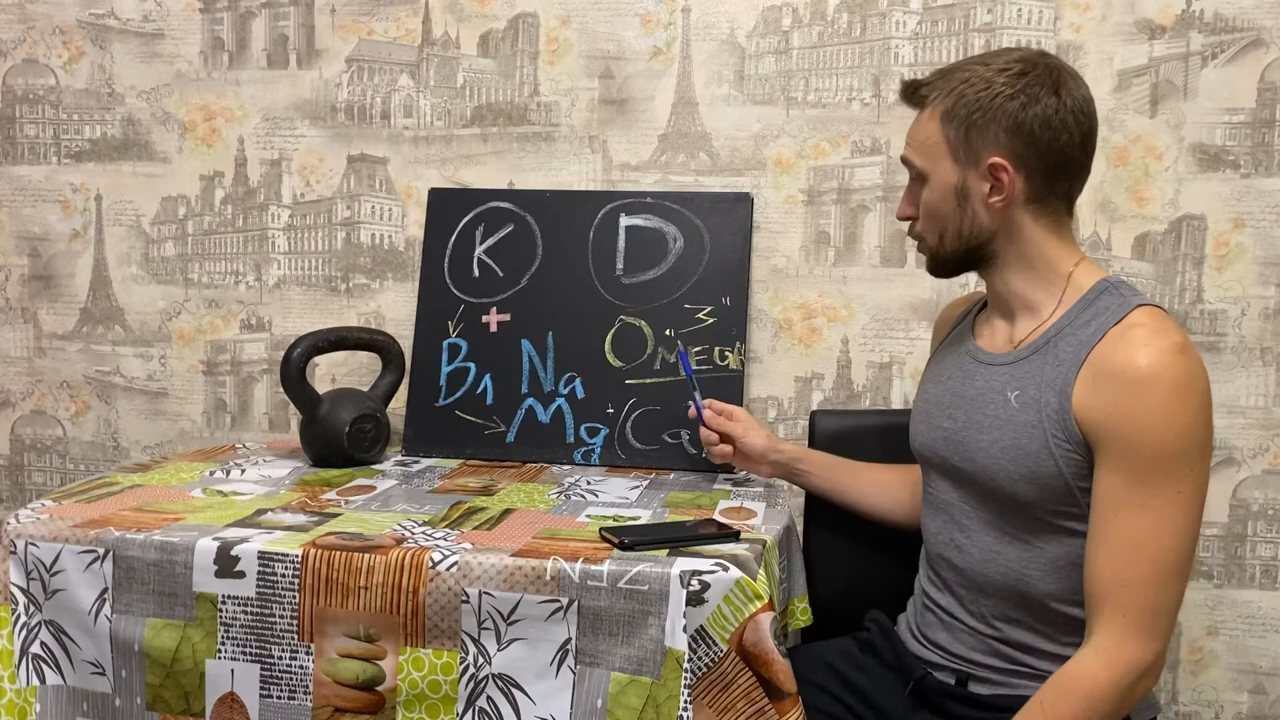 K D
+ "3"
B1 Na OMEGA
Mg + (Ca
ZEN